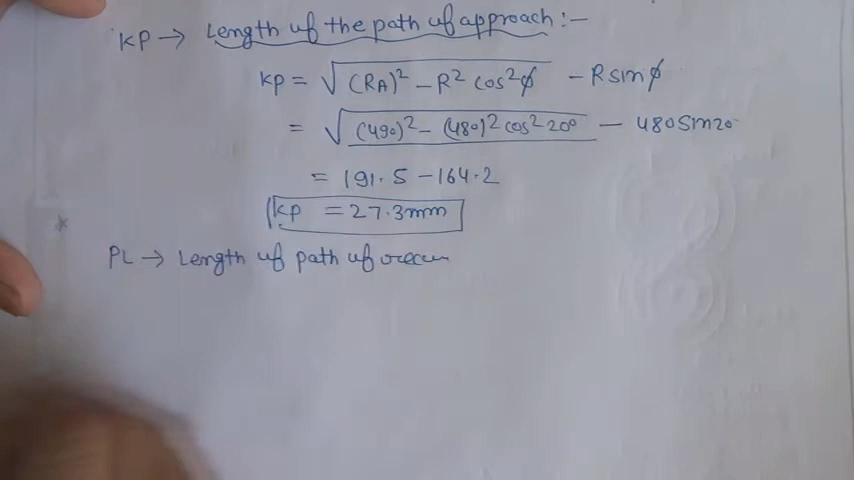 KP → Length of the path of approach :-
KP = √(RA)² - R² cos²φ - R sinφ
= √(490)² - (480)² cos² 20° - 480 Sin 20
= 191.5 - 164.2
KP = 27.3mm
PL → Length of path of